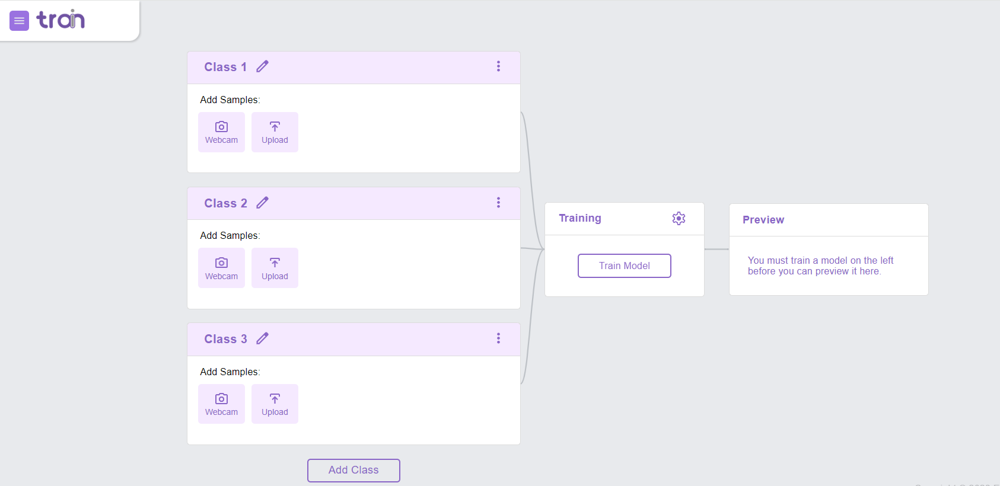 train
Class 1
Add Samples:
Webcam Upload
Class 2
Add Samples:
Webcam Upload
Class 3
Add Samples:
Webcam Upload
Add Class
Training
Train Model
Preview
You must train a model on the left
before you can preview it here.